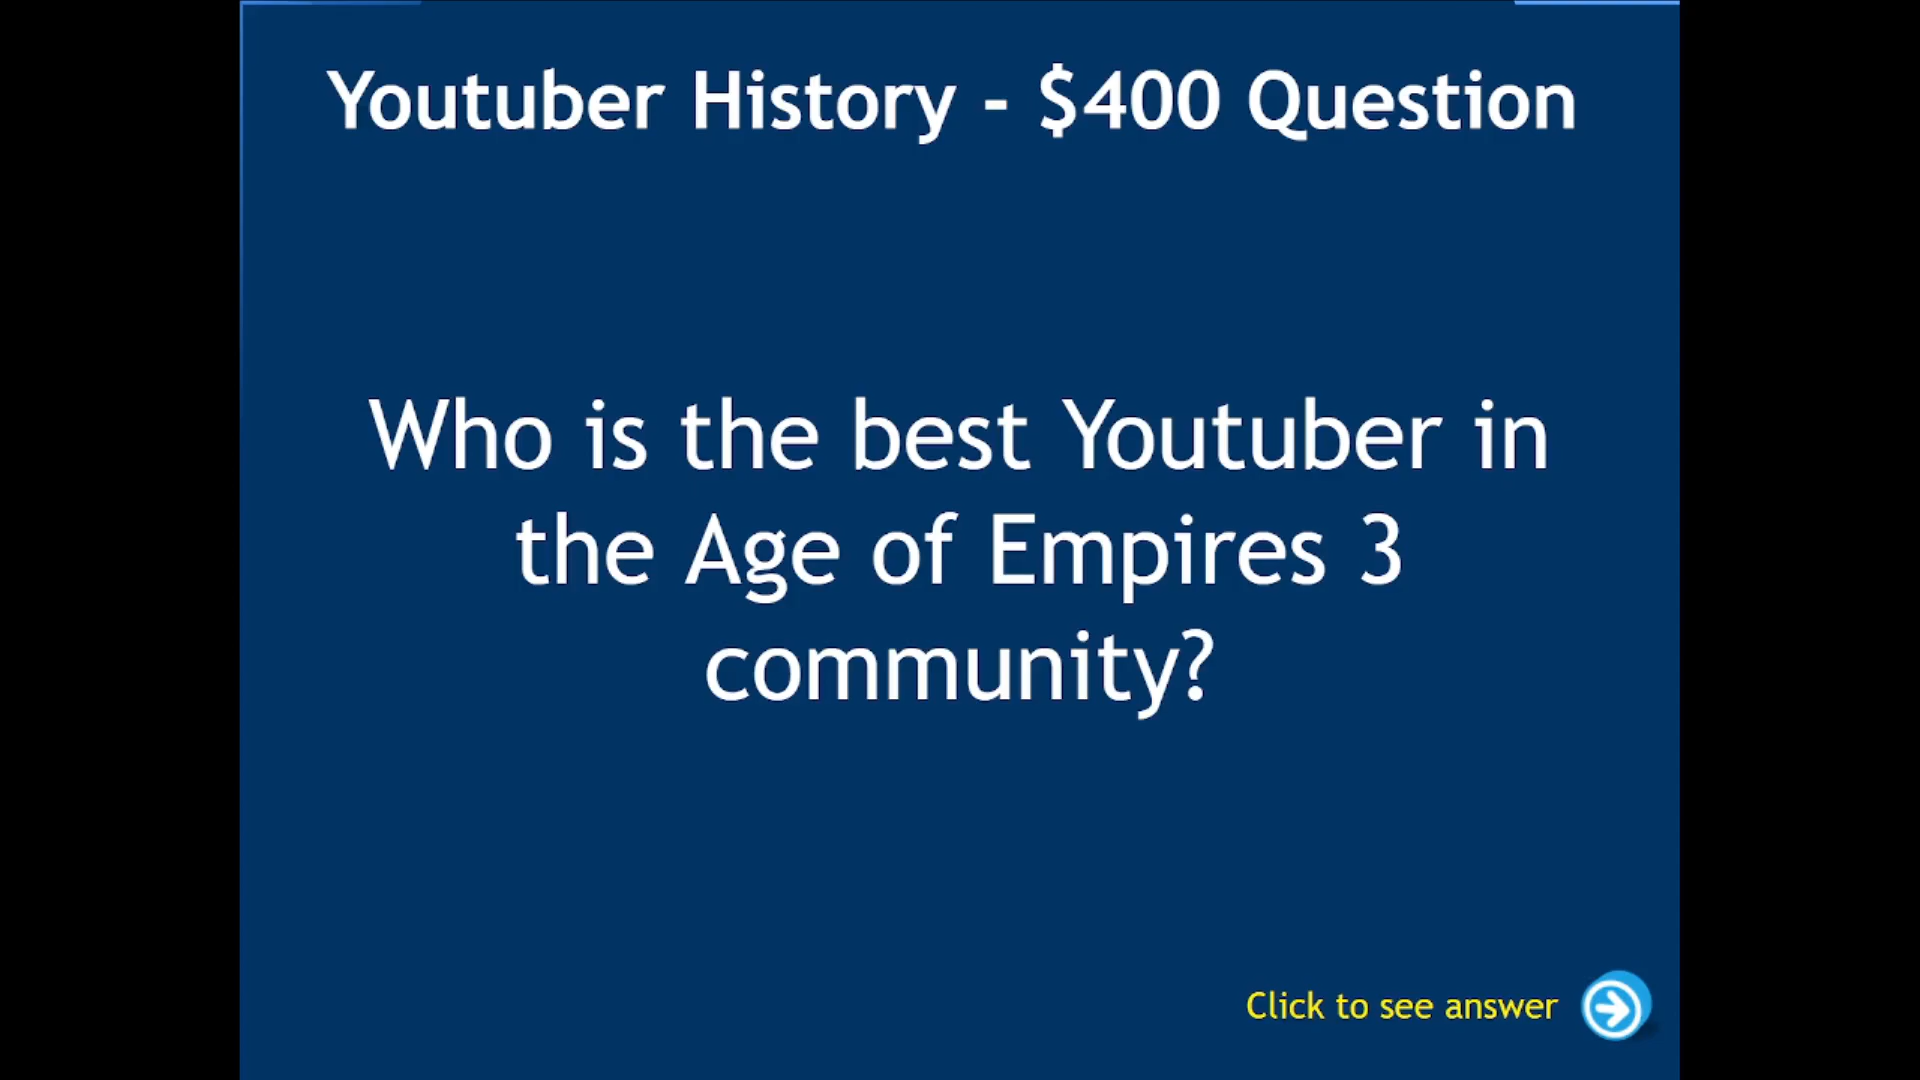 Youtuber History - $400 Question
Who is the best Youtuber in
the Age of Empires 3
community?
Click to see answer